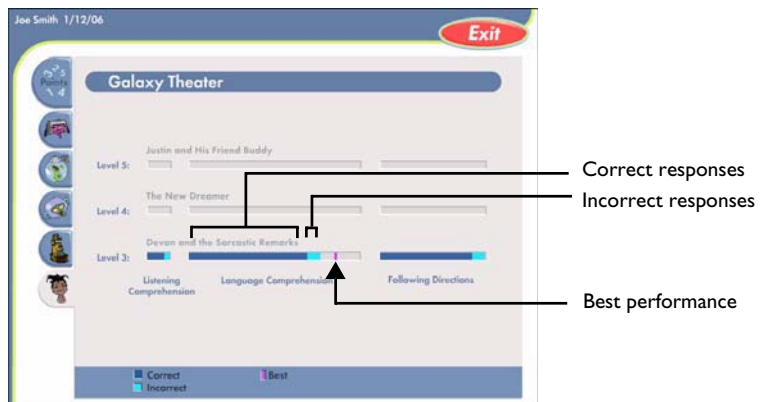 Joe Smith 1/12/06
Exit
Points
Galaxy Theater
Justin and His Friend Buddy
Level 5:
The New Dreamer
Level 4:
Devon and the Sarcastic Remarks
Level 3:
Listening Comprehension
Language Comprehension
Following Directions
Correct
Incorrect
Best
Correct responses
Incorrect responses
Best performance